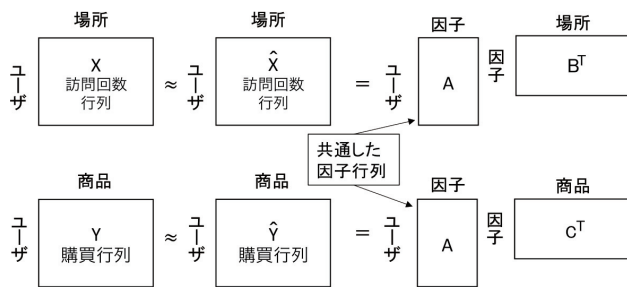 場所 場所 因子 場所
ユーザ X 訪問回数 行列 ≈ ユーザ X̂ 訪問回数 行列 = ユーザ A 因子 Bᵀ
共通した
因子行列
商品 商品 因子 商品
ユーザ Y 購買行列 ≈ ユーザ Ŷ 購買行列 = ユーザ A 因子 Cᵀ